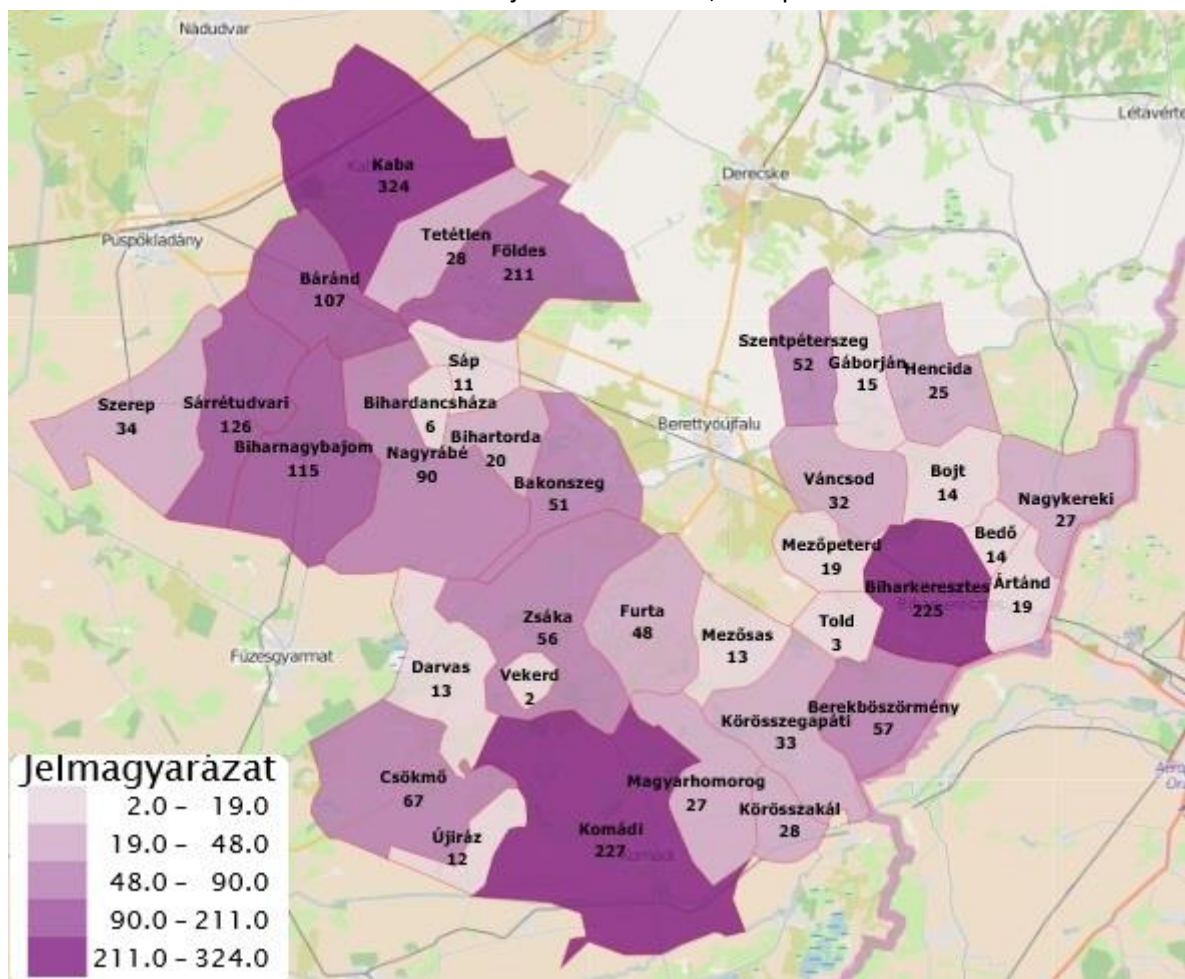 Nádudvar
Létavérte
Kaba
324
Derecske
Püspökladány
Tetétlen
28
Földes
211
Báránd
107
Szentpéterszeg
52
Gáborján
15
Hencida
25
Sáp
11
Szerep
34
Sárrétudvari
126
Bihardancsháza
6
Berettyóújfalu
Biharnagybajom
115
Nagyrábé
90
Bihartorda
20
Bakonszeg
51
Váncsod
32
Bojt
14
Nagykereki
27
Mezőpeterd
19
Bedő
14
Biharkeresztes
225
Ártánd
19
Zsáka
56
Furta
48
Mezősas
13
Told
3
Füzesgyarmat
Darvas
13
Vekerd
2
Berekböszörmény
57
Körösszegapáti
33
Csökmő
67
Magyarhomorog
27
Körösszakál
28
Újiráz
12
Komádi
227
Komádi
Jelmagyarázat
2.0 - 19.0
19.0 - 48.0
48.0 - 90.0
90.0 - 211.0
211.0 - 324.0